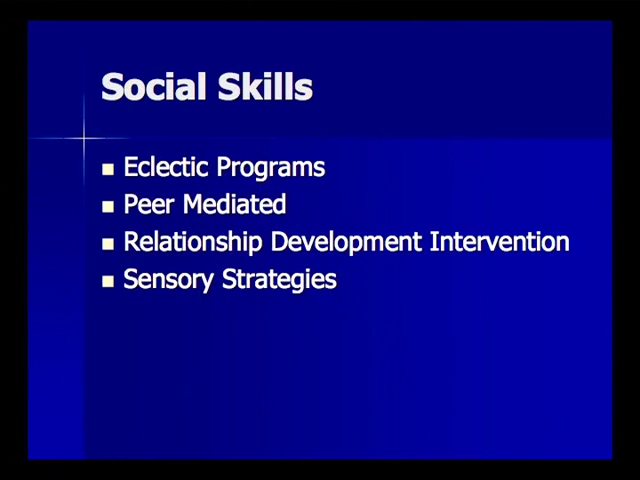 Social Skills
Eclectic Programs
Peer Mediated
Relationship Development Intervention
Sensory Strategies